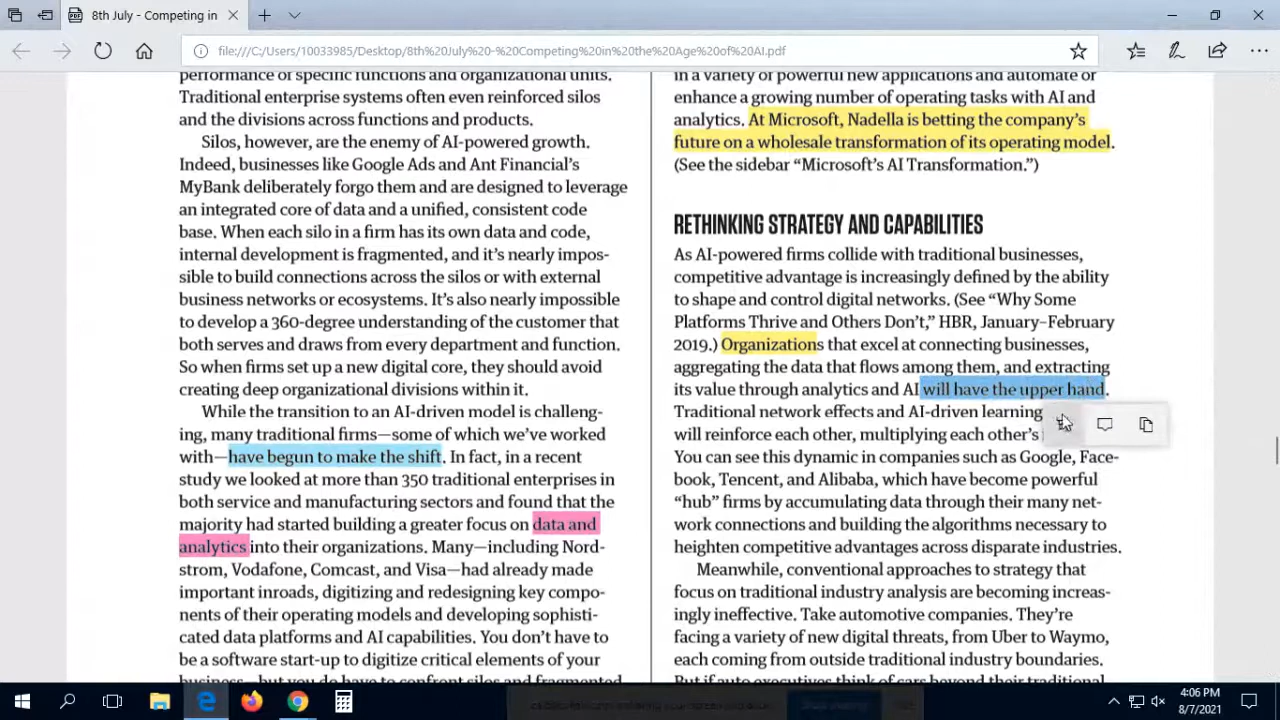 8th July - Competing in
file:///C:/Users/10033985/Desktop/8th%20July%20-%20Competing%20in%20the%20Age%20of%20AI.pdf
performance of specific functions and organizational units.
Traditional enterprise systems often even reinforced silos
and the divisions across functions and products.
Silos, however, are the enemy of AI-powered growth.
Indeed, businesses like Google Ads and Ant Financial’s
MyBank deliberately forgo them and are designed to leverage
an integrated core of data and a unified, consistent code
base. When each silo in a firm has its own data and code,
internal development is fragmented, and it’s nearly impos-
sible to build connections across the silos or with external
business networks or ecosystems. It’s also nearly impossible
to develop a 360-degree understanding of the customer that
both serves and draws from every department and function.
So when firms set up a new digital core, they should avoid
creating deep organizational divisions within it.
While the transition to an AI-driven model is challeng-
ing, many traditional firms—some of which we’ve worked
with—have begun to make the shift. In fact, in a recent
study we looked at more than 350 traditional enterprises in
both service and manufacturing sectors and found that the
majority had started building a greater focus on data and
analytics into their organizations. Many—including Nord-
strom, Vodafone, Comcast, and Visa—had already made
important inroads, digitizing and redesigning key compo-
nents of their operating models and developing sophisti-
cated data platforms and AI capabilities. You don’t have to
be a software start-up to digitize critical elements of your
business—but you do have to confront silos and fragmented
in a variety of powerful new applications and automate or
enhance a growing number of operating tasks with AI and
analytics. At Microsoft, Nadella is betting the company’s
future on a wholesale transformation of its operating model.
(See the sidebar “Microsoft’s AI Transformation.”)
RETHINKING STRATEGY AND CAPABILITIES
As AI-powered firms collide with traditional businesses,
competitive advantage is increasingly defined by the ability
to shape and control digital networks. (See “Why Some
Platforms Thrive and Others Don’t,” HBR, January–February
2019.) Organizations that excel at connecting businesses,
aggregating the data that flows among them, and extracting
its value through analytics and AI will have the upper hand.
Traditional network effects and AI-driven learning
will reinforce each other, multiplying each other’s
You can see this dynamic in companies such as Google, Face-
book, Tencent, and Alibaba, which have become powerful
“hub” firms by accumulating data through their many net-
work connections and building the algorithms necessary to
heighten competitive advantages across disparate industries.
Meanwhile, conventional approaches to strategy that
focus on traditional industry analysis are becoming increas-
ingly ineffective. Take automotive companies. They’re
facing a variety of new digital threats, from Uber to Waymo,
each coming from outside traditional industry boundaries.
But if auto executives think of cars beyond their traditional
4:06 PM
8/7/2021